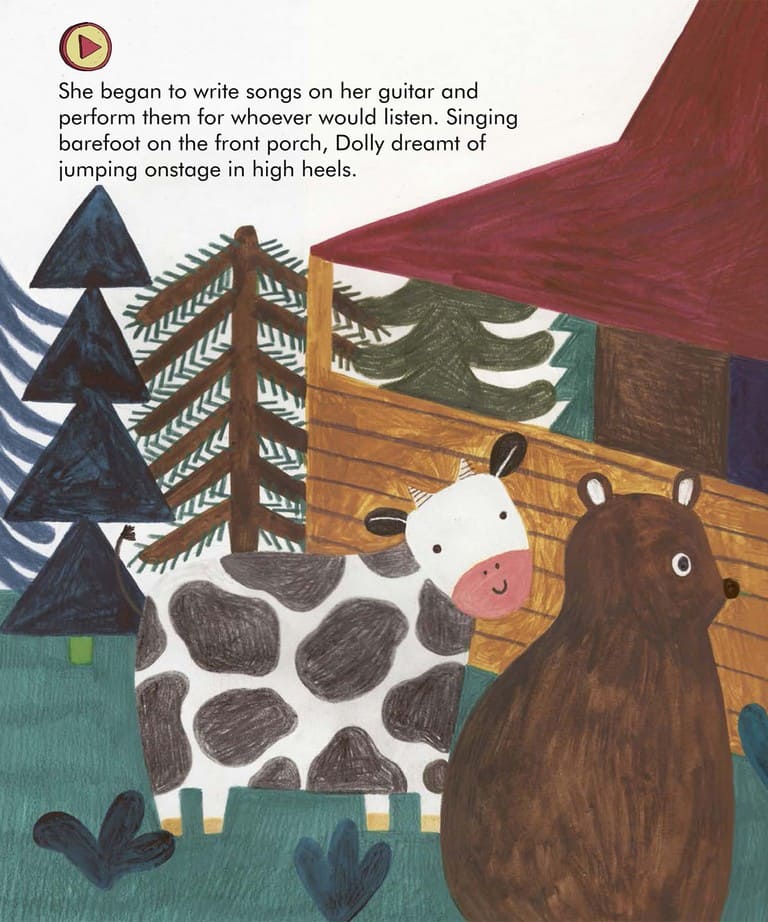 She began to write songs on her guitar and
perform them for whoever would listen. Singing
barefoot on the front porch, Dolly dreamt of
jumping onstage in high heels.